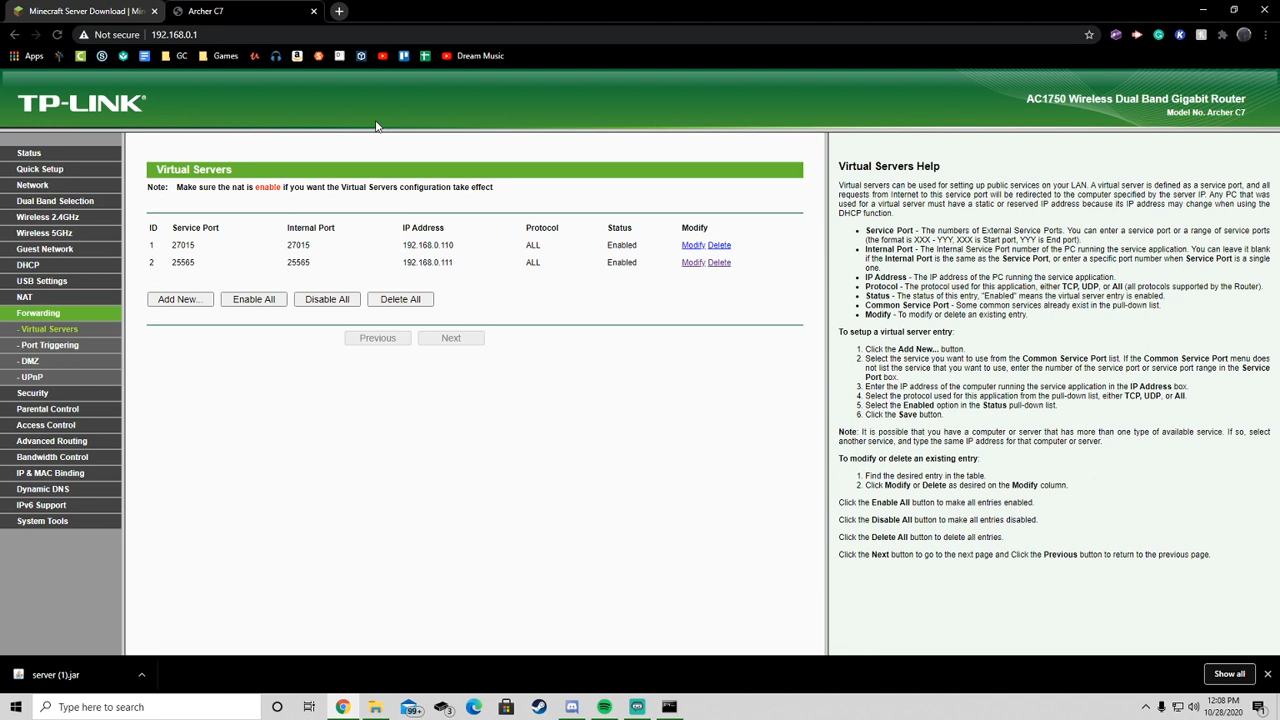 Minecraft Server Download | Min
Archer C7
Not secure
192.168.0.1
Apps
GC
Games
Dream Music
TP-LINK®
AC1750 Wireless Dual Band Gigabit Router
Model No. Archer C7
Status
Quick Setup
Network
Dual Band Selection
Wireless 2.4GHz
Wireless 5GHz
Guest Network
DHCP
USB Settings
NAT
Forwarding
- Virtual Servers
- Port Triggering
- DMZ
- UPnP
Security
Parental Control
Access Control
Advanced Routing
Bandwidth Control
IP & MAC Binding
Dynamic DNS
IPv6 Support
System Tools
Virtual Servers
Note: Make sure the nat is enable if you want the Virtual Servers configuration take effect
ID Service Port Internal Port IP Address Protocol Status Modify
1 27015 27015 192.168.0.110 ALL Enabled Modify Delete
2 25565 25565 192.168.0.111 ALL Enabled Modify Delete
Add New... Enable All Disable All Delete All
Previous Next
Virtual Servers Help
Virtual servers can be used for setting up public services on your LAN. A virtual server is defined as a service port, and all
requests from Internet to this service port will be redirected to the computer specified by the server IP. Any PC that was
used for a virtual server must have a static or reserved IP address because its IP address may change when using the
DHCP function.
• Service Port - The numbers of External Service Ports. You can enter a service port or a range of service ports
(the format is XXX - YYY, XXX is Start port, YYY is End port).
• Internal Port - The Internal Service Port number of the PC running the service application. You can leave it blank
if the Internal Port is the same as the Service Port, or enter a specific port number when Service Port is a single
one.
• IP Address - The IP address of the PC running the service application.
• Protocol - The protocol used for this application, either TCP, UDP, or All (all protocols supported by the Router).
• Status - The status of this entry, "Enabled" means the virtual server entry is enabled.
• Common Service Port - Some common services already exist in the pull-down list.
• Modify - To modify or delete an existing entry.
To setup a virtual server entry:
1. Click the Add New... button.
2. Select the service you want to use from the Common Service Port list. If the Common Service Port menu does
not list the service that you want to use, enter the number of the service port or service port range in the Service
Port box.
3. Enter the IP address of the computer running the service application in the IP Address box.
4. Select the protocol used for this application from the pull-down list, either TCP, UDP, or All.
5. Select the Enabled option in the Status pull-down list.
6. Click the Save button.
Note: It is possible that you have a computer or server that has more than one type of available service. If so, select
another service, and type the same IP address for that computer or server.
To modify or delete an existing entry:
1. Find the desired entry in the table.
2. Click Modify or Delete as desired on the Modify column.
Click the Enable All button to make all entries enabled.
Click the Disable All button to make all entries disabled.
Click the Delete All button to delete all entries.
Click the Next button to go to the next page and Click the Previous button to return to the previous page.
server (1).jar
Show all
Type here to search
99+
3
12:08 PM
10/28/2020
1